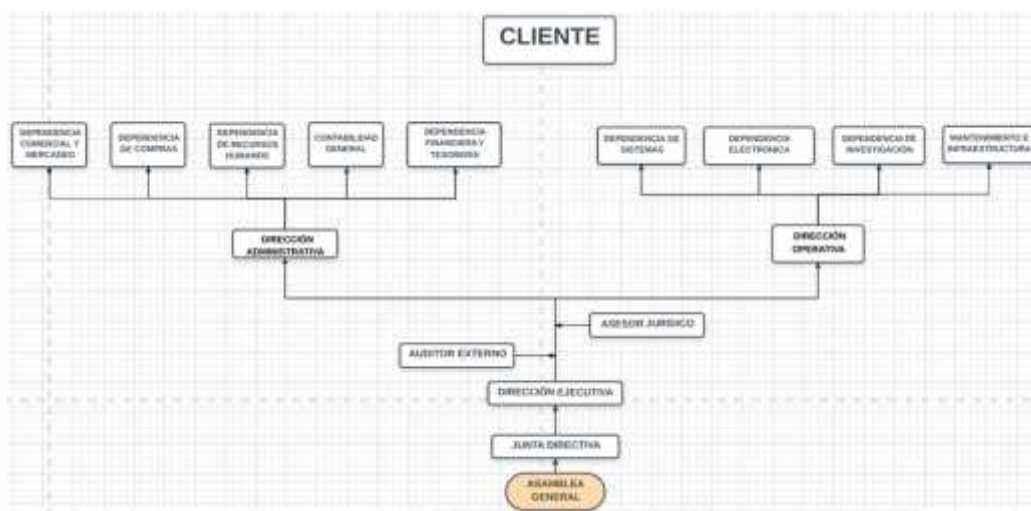 CLIENTE
DEPENDENCIA
COMERCIAL Y
MERCADEO
DEPENDENCIA
DE COMPRAS
DEPENDENCIA
DE RECURSOS
HUMANOS
CONTABILIDAD
GENERAL
DEPENDENCIA
FINANCIERA Y
TESORERIA
DEPENDENCIA DE
SISTEMAS
DEPENDENCIA
ELECTRONICA
DEPENDENCIA DE
INVESTIGACIÓN
MANTENIMIENTO E
INFRAESTRUCTURA
DIRECCIÓN
ADMINISTRATIVA
DIRECCIÓN
OPERATIVA
ASESOR JURIDICO
AUDITOR EXTERNO
DIRECCIÓN EJECUTIVA
JUNTA DIRECTIVA
ASAMBLEA
GENERAL